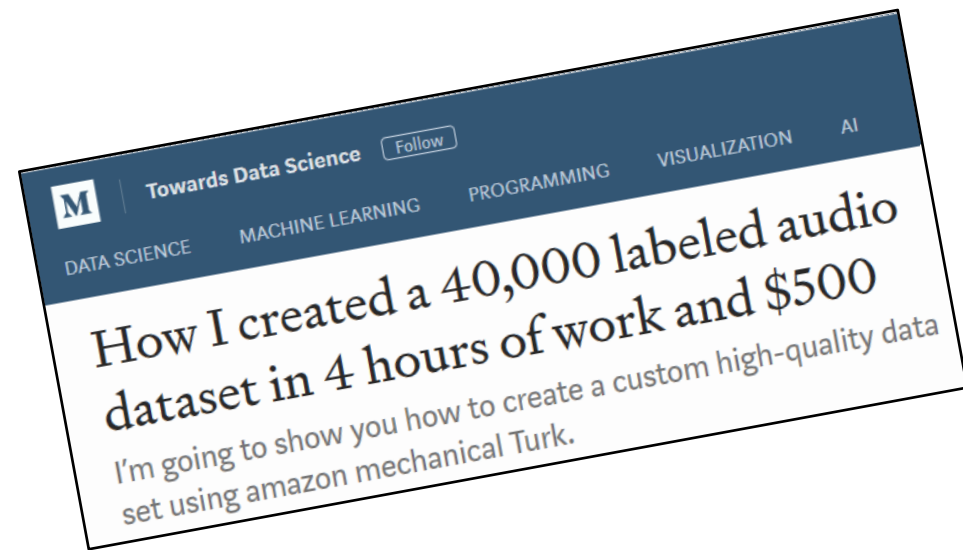 M Towards Data Science Follow
DATA SCIENCE MACHINE LEARNING PROGRAMMING VISUALIZATION AI
How I created a 40,000 labeled audio
dataset in 4 hours of work and $500
I'm going to show you how to create a custom high-quality data
set using amazon mechanical Turk.